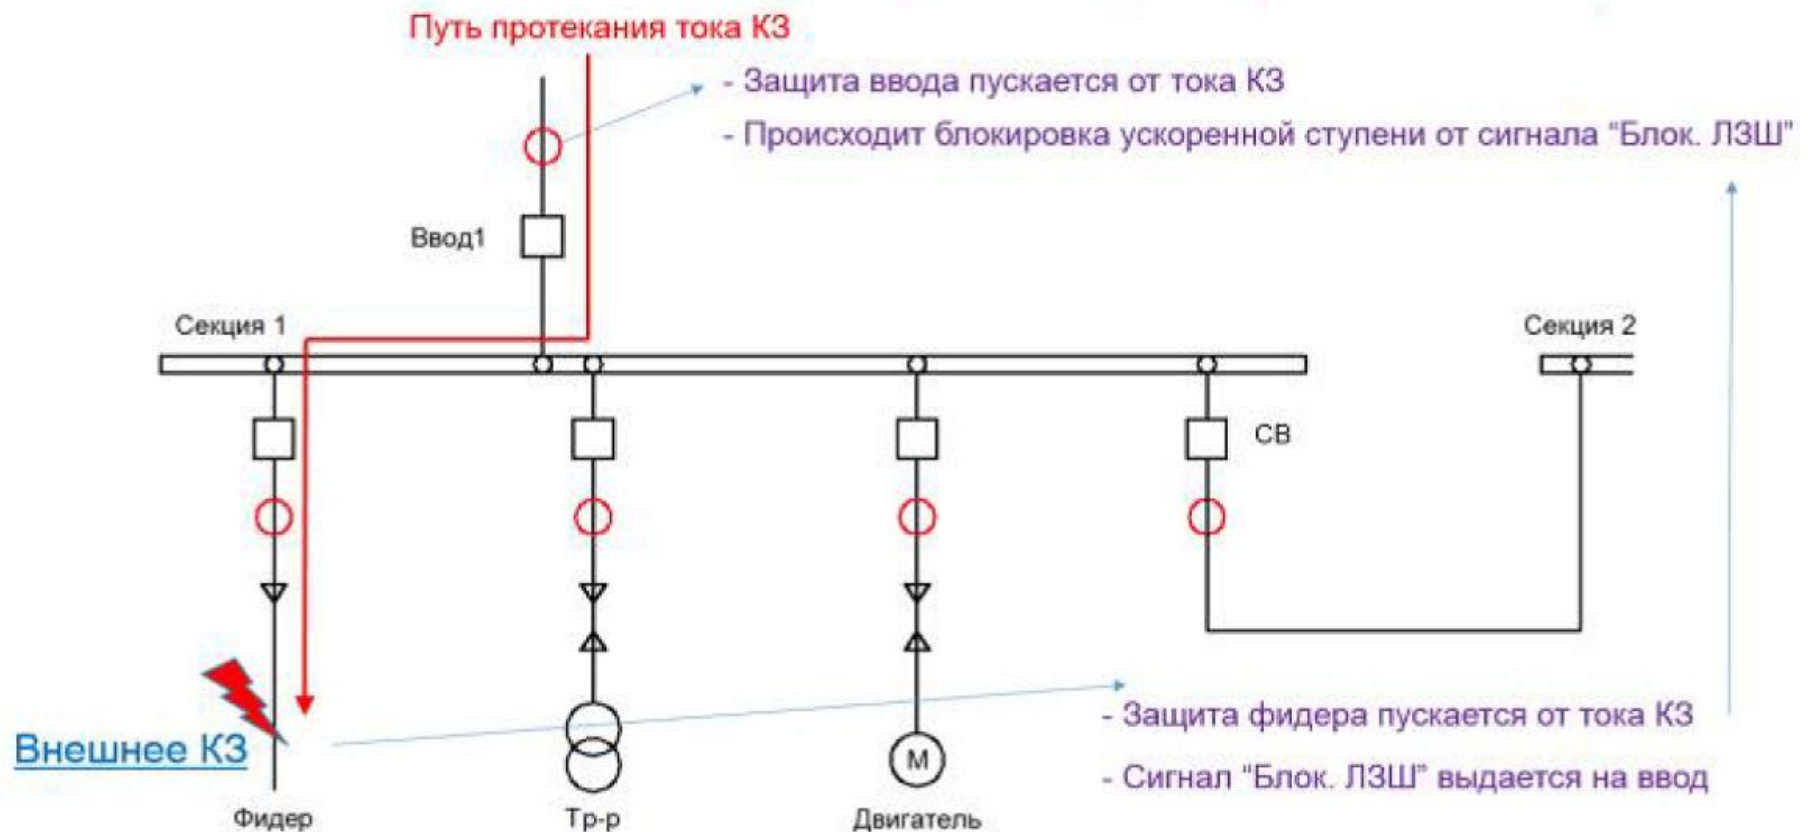 Путь протекания тока КЗ
- Защита ввода пускается от тока КЗ
- Происходит блокировка ускоренной ступени от сигнала "Блок. ЛЗШ"
Ввод1
Секция 1
Секция 2
СВ
- Защита фидера пускается от тока КЗ
Внешнее КЗ
М
- Сигнал "Блок. ЛЗШ" выдается на ввод
Фидер
Тр-р
Двигатель